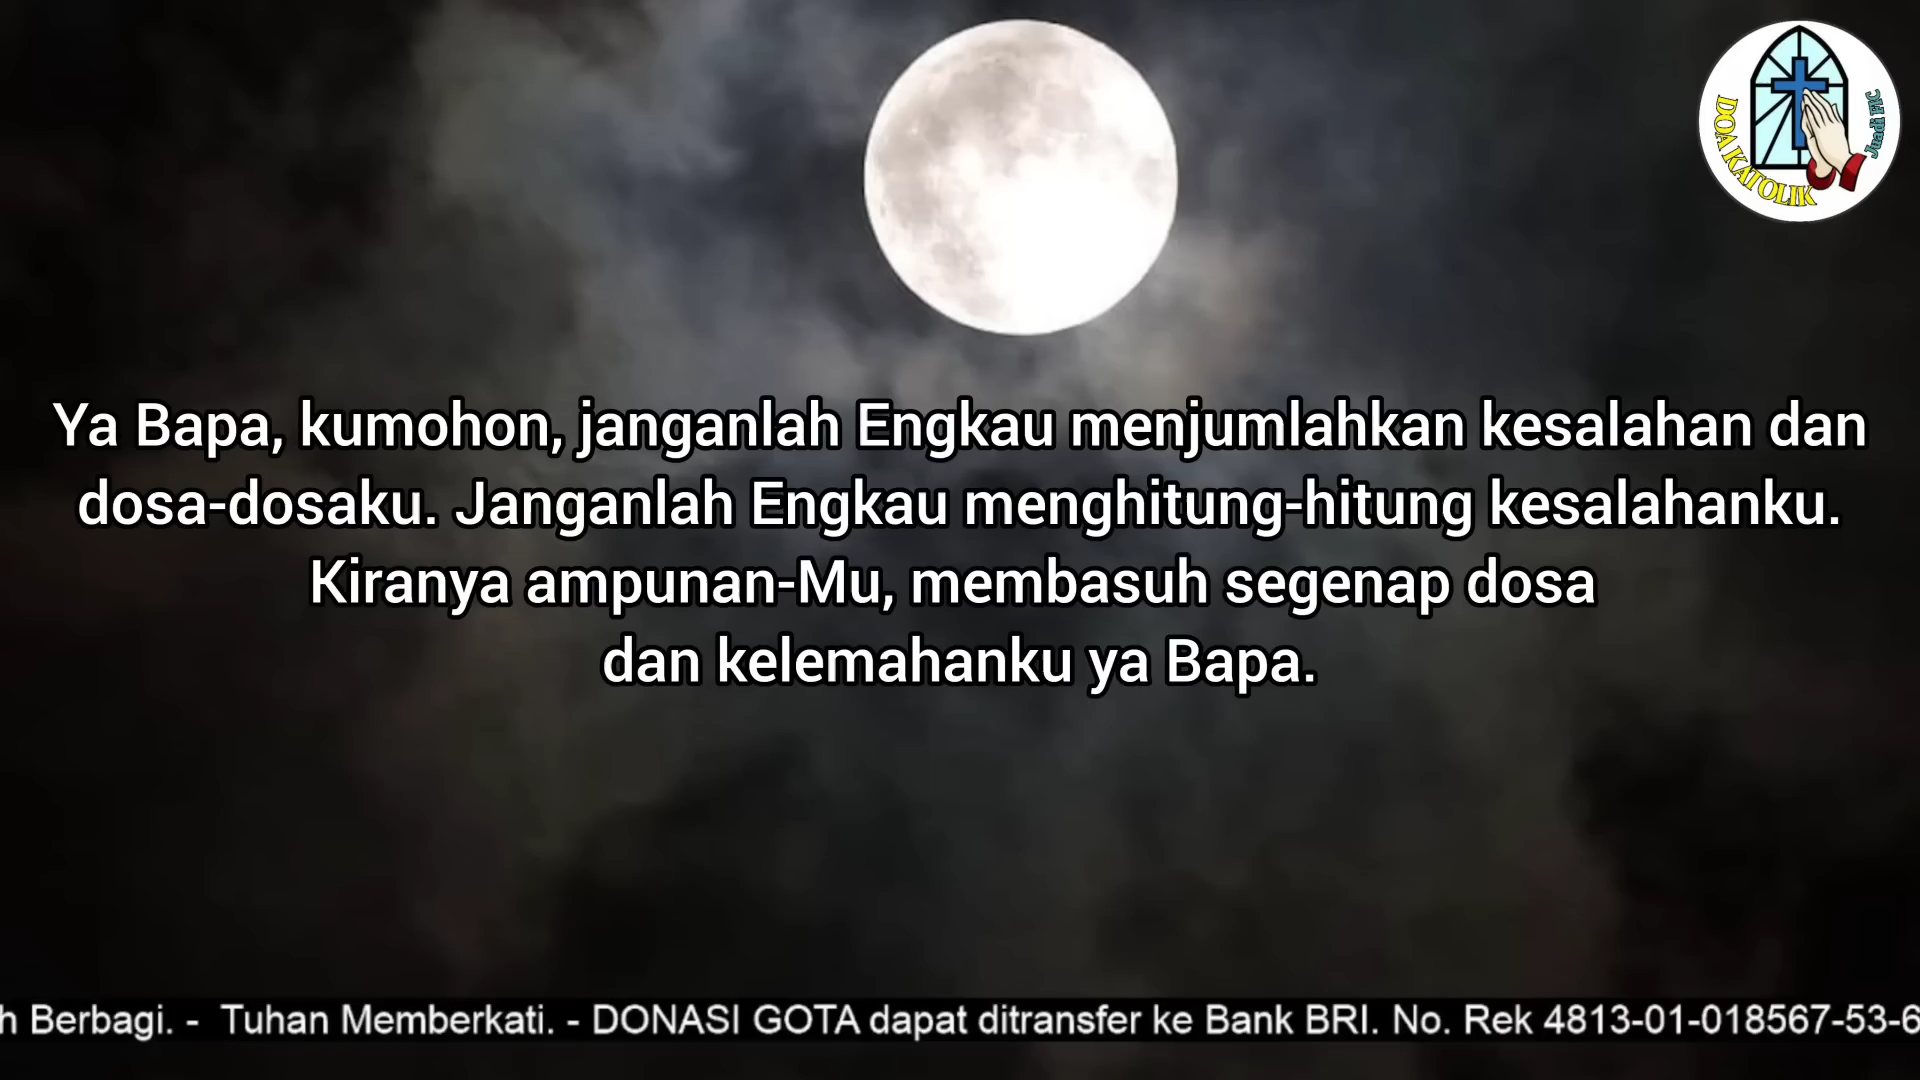 DOA KATOLIK
Juadi FIC
Ya Bapa, kumohon, janganlah Engkau menjumlahkan kesalahan dan
dosa-dosaku. Janganlah Engkau menghitung-hitung kesalahanku.
Kiranya ampunan-Mu, membasuh segenap dosa
dan kelemahanku ya Bapa.
h Berbagi. - Tuhan Memberkati. - DONASI GOTA dapat ditransfer ke Bank BRI. No. Rek 4813-01-018567-53-6